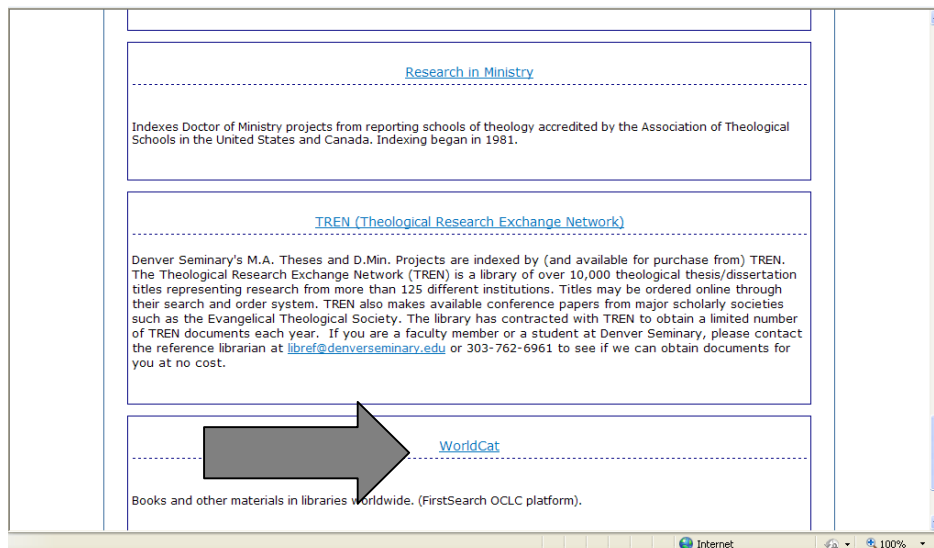 Research in Ministry
Indexes Doctor of Ministry projects from reporting schools of theology accredited by the Association of Theological
Schools in the United States and Canada. Indexing began in 1981.
TREN (Theological Research Exchange Network)
Denver Seminary's M.A. Theses and D.Min. Projects are indexed by (and available for purchase from) TREN.
The Theological Research Exchange Network (TREN) is a library of over 10,000 theological thesis/dissertation
titles representing research from more than 125 different institutions. Titles may be ordered online through
their search and order system. TREN also makes available conference papers from major scholarly societies
such as the Evangelical Theological Society. The library has contracted with TREN to obtain a limited number
of TREN documents each year. If you are a faculty member or a student at Denver Seminary, please contact
the reference librarian at libref@denverseminary.edu or 303-762-6961 to see if we can obtain documents for
you at no cost.
WorldCat
Books and other materials in libraries worldwide. (FirstSearch OCLC platform).
Internet 100%